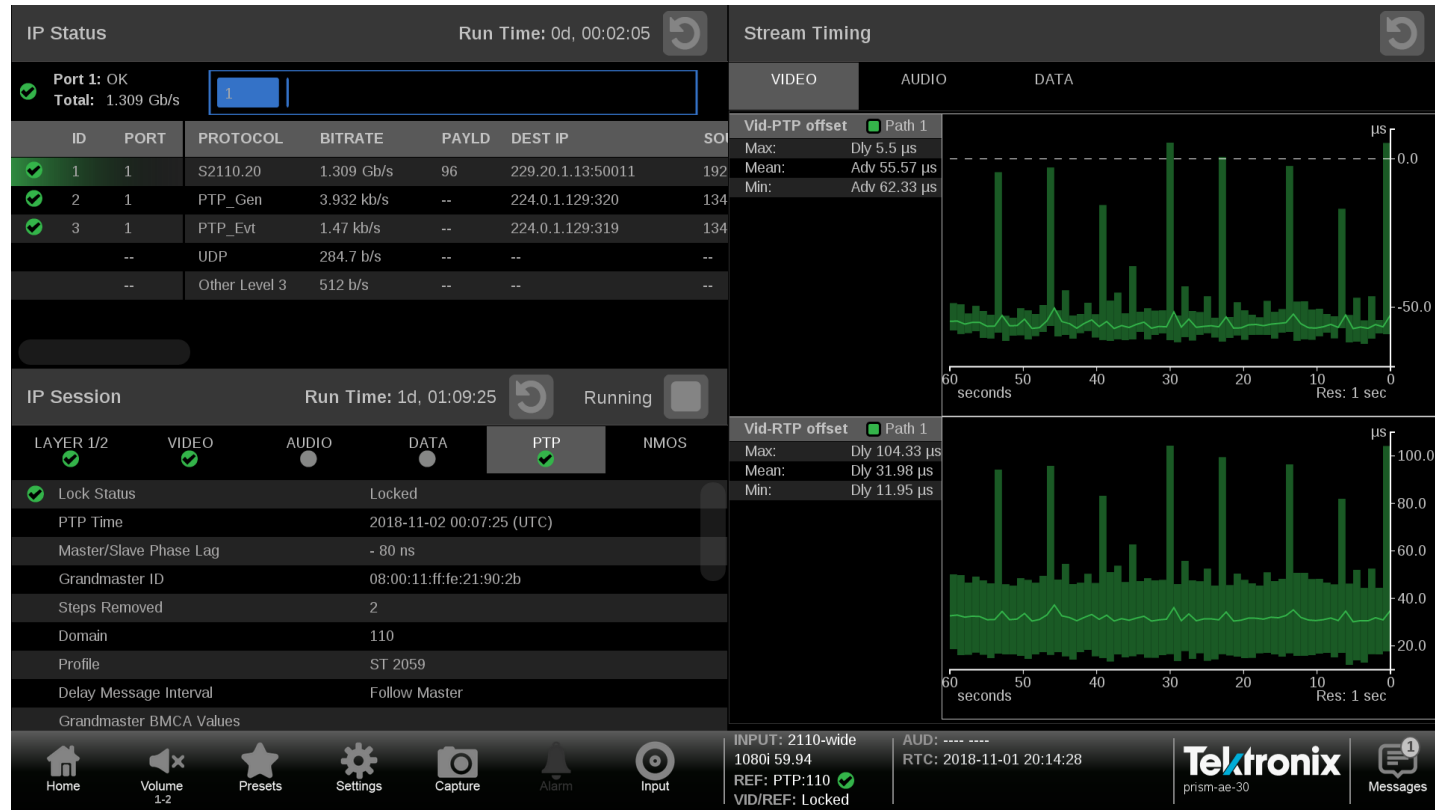 IP Status
Run Time: 0d, 00:02:05
Port 1: OK
Total: 1.309 Gb/s
1
ID PORT PROTOCOL BITRATE PAYLD DEST IP SOU
1 1 S2110.20 1.309 Gb/s 96 229.20.1.13:50011 192
2 1 PTP_Gen 3.932 kb/s -- 224.0.1.129:320 134
3 1 PTP_Evt 1.47 kb/s -- 224.0.1.129:319 134
-- UDP 284.7 b/s -- -- --
-- Other Level 3 512 b/s -- -- --
IP Session
Run Time: 1d, 01:09:25
Running
LAYER 1/2 VIDEO AUDIO DATA PTP NMOS
Lock Status Locked
PTP Time 2018-11-02 00:07:25 (UTC)
Master/Slave Phase Lag - 80 ns
Grandmaster ID 08:00:11:ff:fe:21:90:2b
Steps Removed 2
Domain 110
Profile ST 2059
Delay Message Interval Follow Master
Grandmaster BMCA Values
Stream Timing
VIDEO AUDIO DATA
Vid-PTP offset Path 1
Max: Dly 5.5 µs
Mean: Adv 55.57 µs
Min: Adv 62.33 µs
µs
0.0
-50.0
60 50 40 30 20 10 0
seconds Res: 1 sec
Vid-RTP offset Path 1
Max: Dly 104.33 µs
Mean: Dly 31.98 µs
Min: Dly 11.95 µs
µs
100.0
80.0
60.0
40.0
20.0
60 50 40 30 20 10 0
seconds Res: 1 sec
Home
Volume
1-2
Presets
Settings
Capture
Alarm
Input
INPUT: 2110-wide
1080i 59.94
REF: PTP:110
VID/REF: Locked
AUD: ---- ----
RTC: 2018-11-01 20:14:28
Tektronix
prism-ae-30
1
Messages